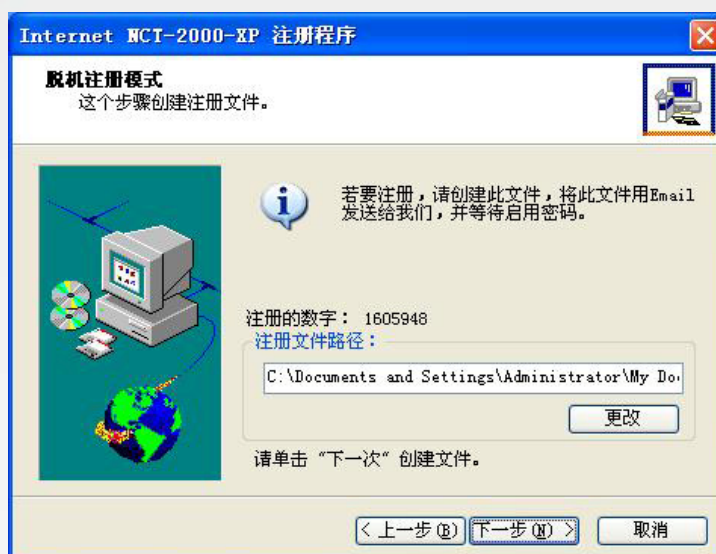 Internet NCT-2000-XP 注册程序
脱机注册模式
这个步骤创建注册文件。
若要注册，请创建此文件，将此文件用Email
发送给我们，并等待启用密码。
注册的数字： 1605948
注册文件路径：
C:\Documents and Settings\Administrator\My Do
更改
请单击 “下一次“ 创建文件。
< 上一步(B)
下一步(N) >
取消